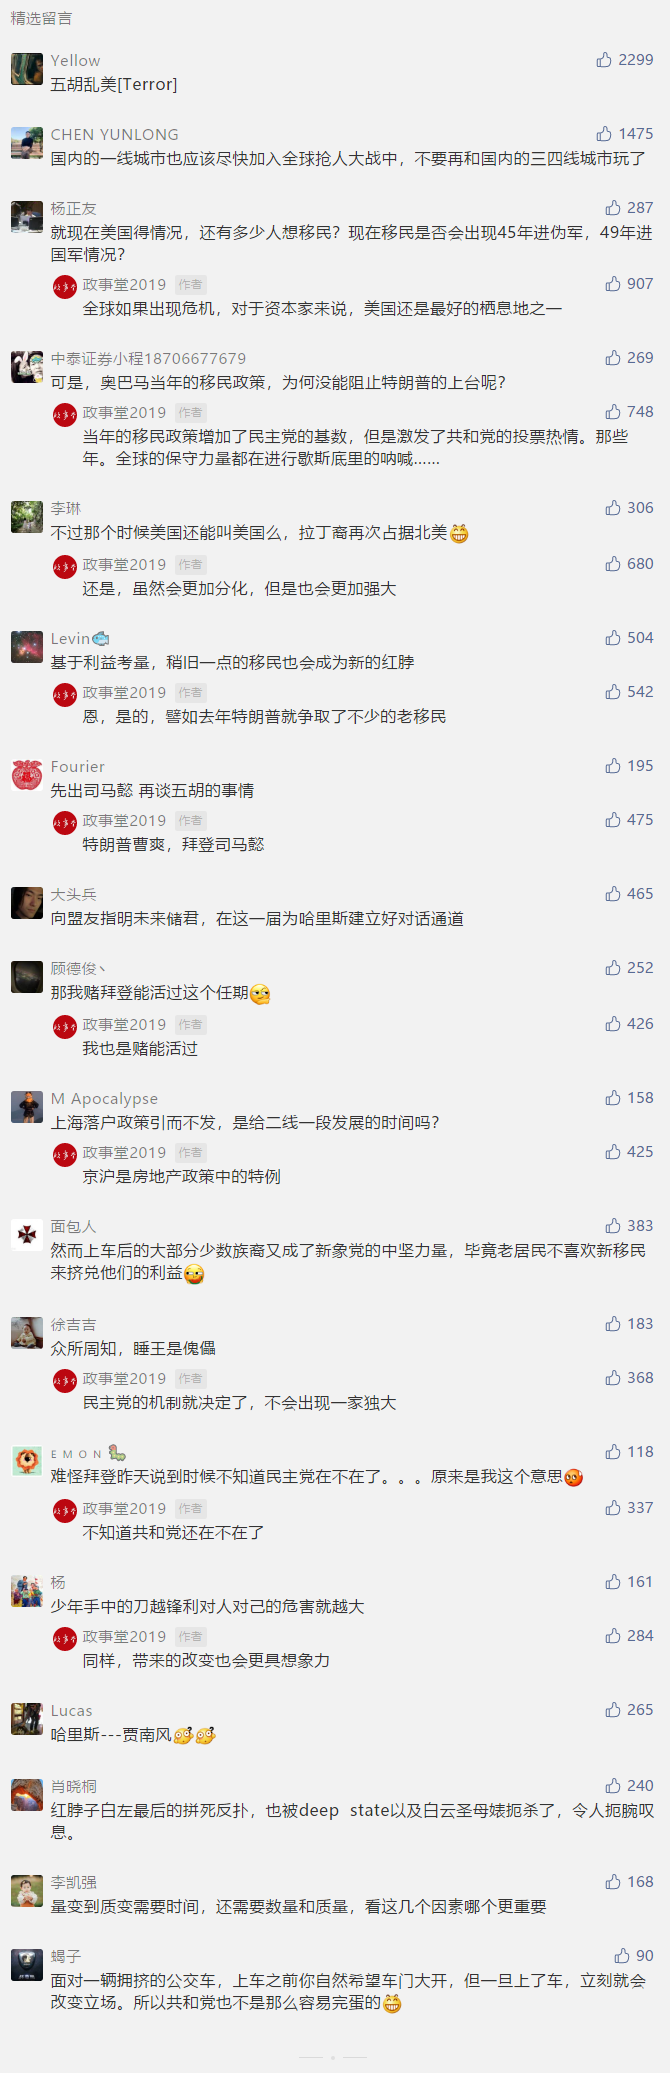 精选留言
Yellow 2299
五胡乱美[Terror]
CHEN YUNLONG 1475
国内的一线城市也应该尽快加入全球抢人大战中，不要再和国内的三四线城市玩了
杨正友 287
就现在美国得情况，还有多少人想移民？现在移民是否会出现45年进伪军，49年进
国军情况？
政事堂2019 作者 907
全球如果出现危机，对于资本家来说，美国还是最好的栖息地之一
中泰证券小程18706677679 269
可是，奥巴马当年的移民政策，为何没能阻止特朗普的上台呢？
政事堂2019 作者 748
当年的移民政策增加了民主党的基数，但是激发了共和党的投票热情。那些
年。全球的保守力量都在进行歇斯底里的呐喊……
李琳 306
不过那个时候美国还能叫美国么，拉丁裔再次占据北美😁
政事堂2019 作者 680
还是，虽然会更加分化，但是也会更加强大
Levin🐟 504
基于利益考量，稍旧一点的移民也会成为新的红脖
政事堂2019 作者 542
恩，是的，譬如去年特朗普就争取了不少的老移民
Fourier 195
先出司马懿 再谈五胡的事情
政事堂2019 作者 475
特朗普曹爽，拜登司马懿
大头兵 465
向盟友指明未来储君，在这一届为哈里斯建立好对话通道
顾德俊丶 252
那我赌拜登能活过这个任期
政事堂2019 作者 426
我也是赌能活过
M Apocalypse 158
上海落户政策引而不发，是给二线一段发展的时间吗？
政事堂2019 作者 425
京沪是房地产政策中的特例
面包人 383
然而上车后的大部分少数族裔又成了新象党的中坚力量，毕竟老居民不喜欢新移民
来挤兑他们的利益
徐吉吉 183
众所周知，睡王是傀儡
政事堂2019 作者 368
民主党的机制就决定了，不会出现一家独大
ᴇ ᴍ ᴏ ɴ 🐛 118
难怪拜登昨天说到时候不知道民主党在不在了。。。原来是我这个意思
政事堂2019 作者 337
不知道共和党还在不在了
杨 161
少年手中的刀越锋利对人对己的危害就越大
政事堂2019 作者 284
同样，带来的改变也会更具想象力
Lucas 265
哈里斯---贾南风
肖晓桐 240
红脖子白左最后的拼死反扑，也被deep state以及白云圣母婊扼杀了，令人扼腕叹
息。
李凯强 168
量变到质变需要时间，还需要数量和质量，看这几个因素哪个更重要
蝎子 90
面对一辆拥挤的公交车，上车之前你自然希望车门大开，但一旦上了车，立刻就会
改变立场。所以共和党也不是那么容易完蛋的😁